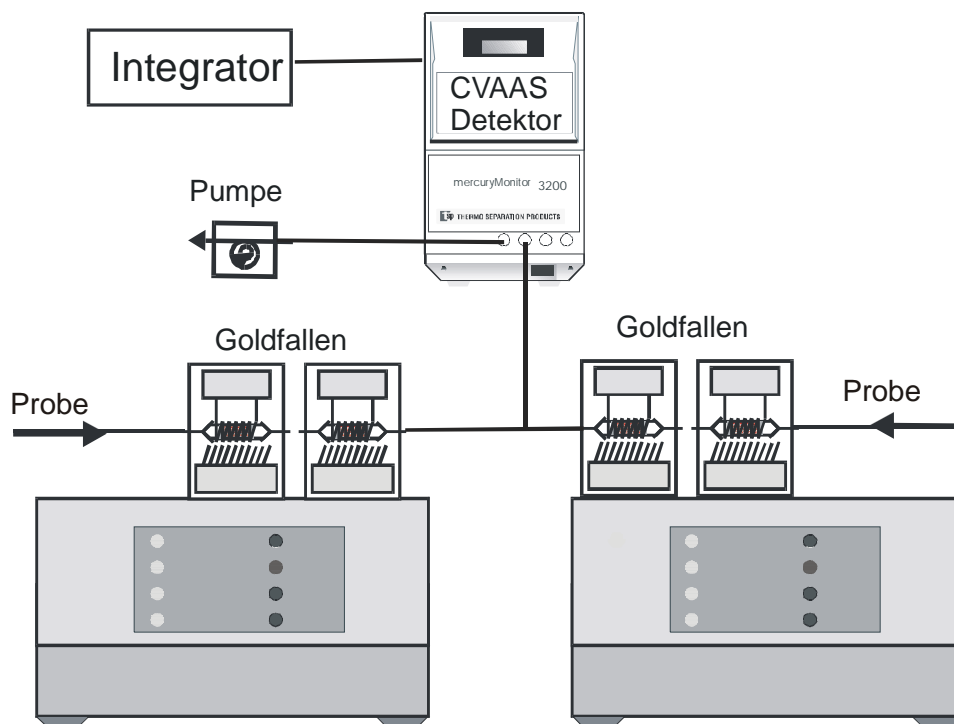 Integrator
CVAAS
Detektor
mercuryMonitor 3200
THERMO SEPARATION PRODUCTS
Pumpe
Goldfallen
Goldfallen
Probe
Probe